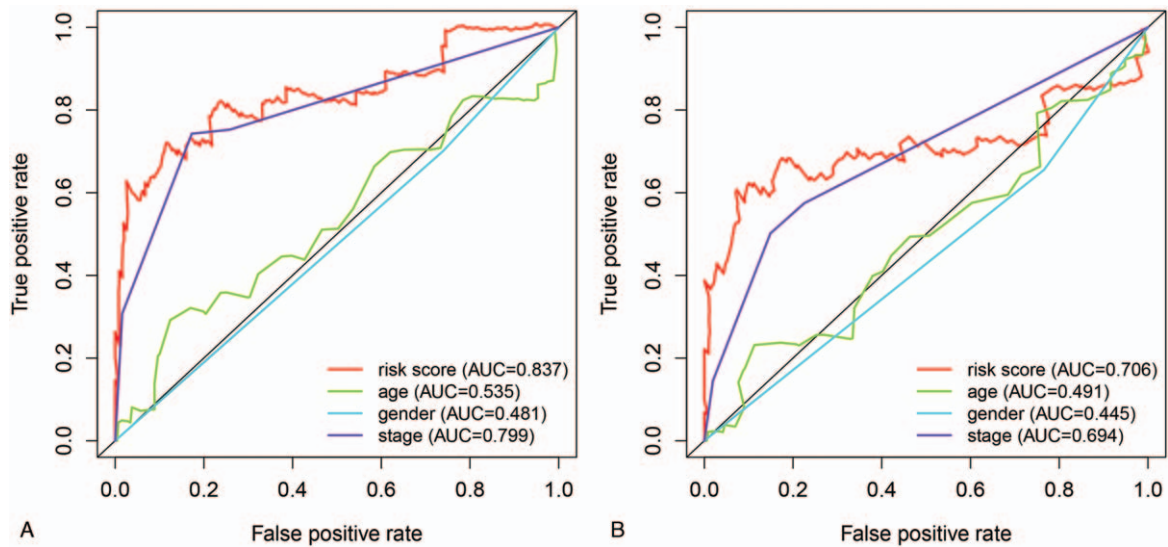 True positive rate
1.0
0.8
0.6
0.4
0.2
0.0
risk score (AUC=0.837)
age (AUC=0.535)
gender (AUC=0.481)
stage (AUC=0.799)
0.0 0.2 0.4 0.6 0.8 1.0
False positive rate
A
True positive rate
1.0
0.8
0.6
0.4
0.2
0.0
risk score (AUC=0.706)
age (AUC=0.491)
gender (AUC=0.445)
stage (AUC=0.694)
0.0 0.2 0.4 0.6 0.8 1.0
False positive rate
B